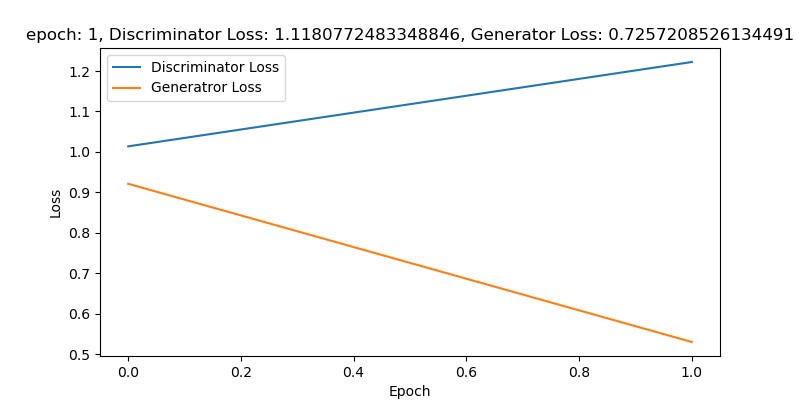 epoch: 1, Discriminator Loss: 1.1180772483348846, Generator Loss: 0.7257208526134491
Discriminator Loss
Generatror Loss
1.2
1.1
1.0
0.9
0.8
0.7
0.6
0.5
Loss
0.0 0.2 0.4 0.6 0.8 1.0
Epoch